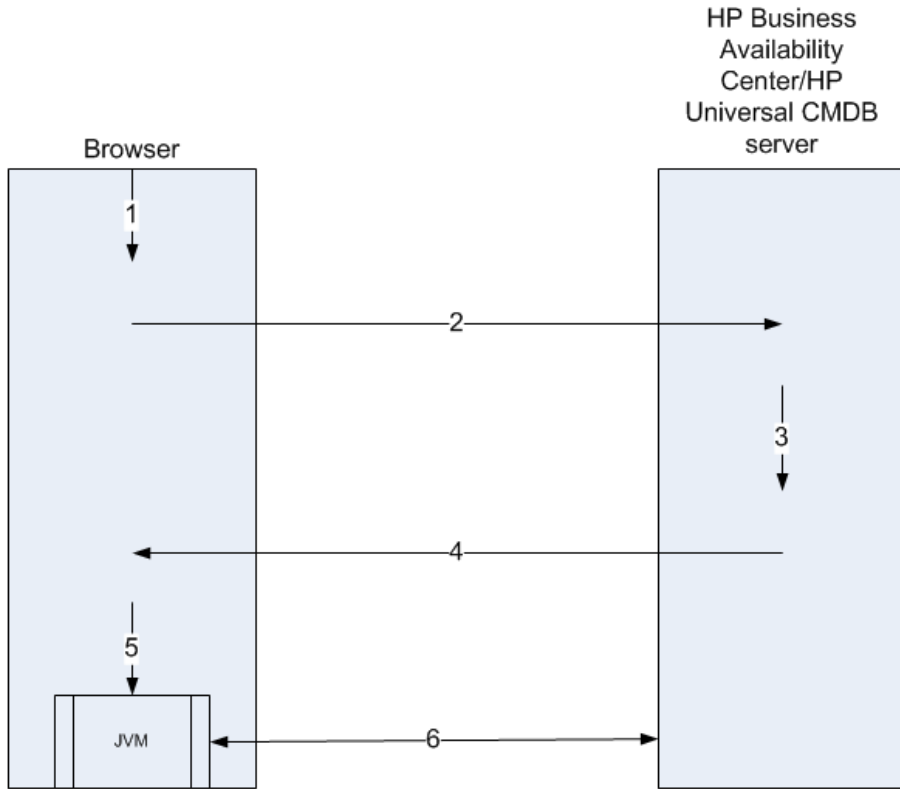 HP Business
Availability
Center/HP
Universal CMDB
server
Browser
1
2
3
4
5
JVM
6